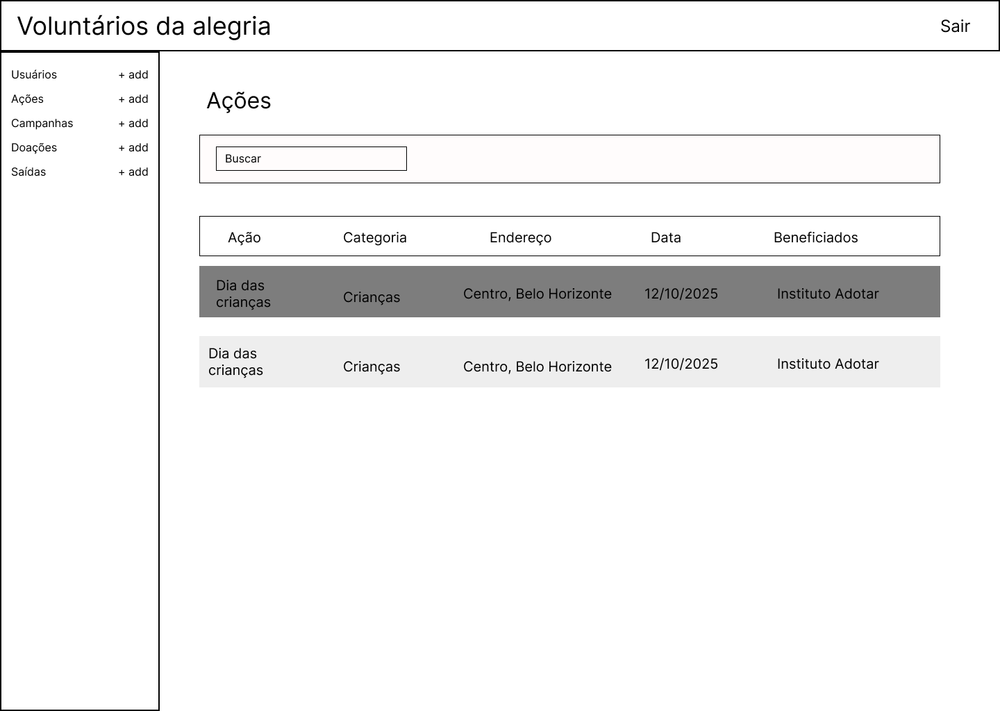 Voluntários da alegria
Sair
Usuários + add
Ações + add
Campanhas + add
Doações + add
Saídas + add
Ações
Buscar
Ação Categoria Endereço Data Beneficiados
Dia das
crianças
Crianças
Centro, Belo Horizonte
12/10/2025
Instituto Adotar
Dia das
crianças
Crianças
Centro, Belo Horizonte
12/10/2025
Instituto Adotar